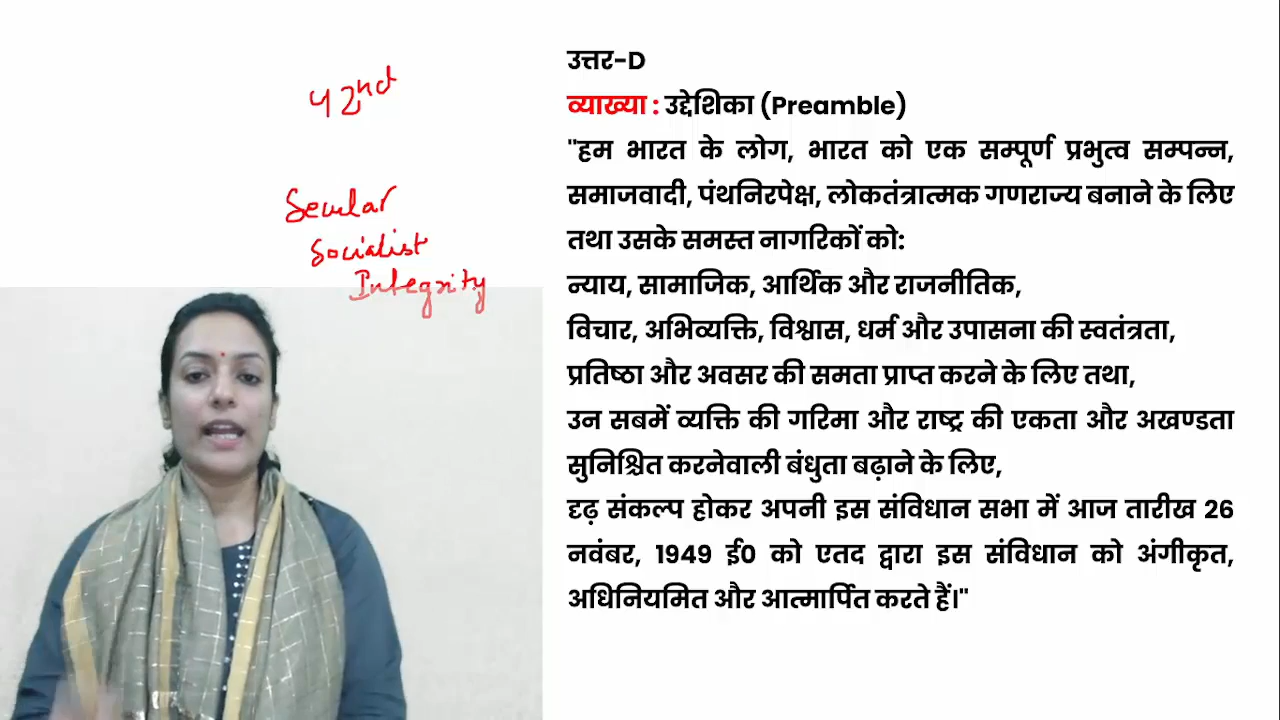 42nd
Secular
Socialist
Integrity
उत्तर-D
व्याख्या : उद्देशिका (Preamble)
"हम भारत के लोग, भारत को एक सम्पूर्ण प्रभुत्व सम्पन्न,
समाजवादी, पंथनिरपेक्ष, लोकतंत्रात्मक गणराज्य बनाने के लिए
तथा उसके समस्त नागरिकों को:
न्याय, सामाजिक, आर्थिक और राजनीतिक,
विचार, अभिव्यक्ति, विश्वास, धर्म और उपासना की स्वतंत्रता,
प्रतिष्ठा और अवसर की समता प्राप्त करने के लिए तथा,
उन सबमें व्यक्ति की गरिमा और राष्ट्र की एकता और अखण्डता
सुनिश्चित करनेवाली बंधुता बढ़ाने के लिए,
दृढ़ संकल्प होकर अपनी इस संविधान सभा में आज तारीख 26
नवंबर, 1949 ई0 को एतद द्वारा इस संविधान को अंगीकृत,
अधिनियमित और आत्मार्पित करते हैं।"